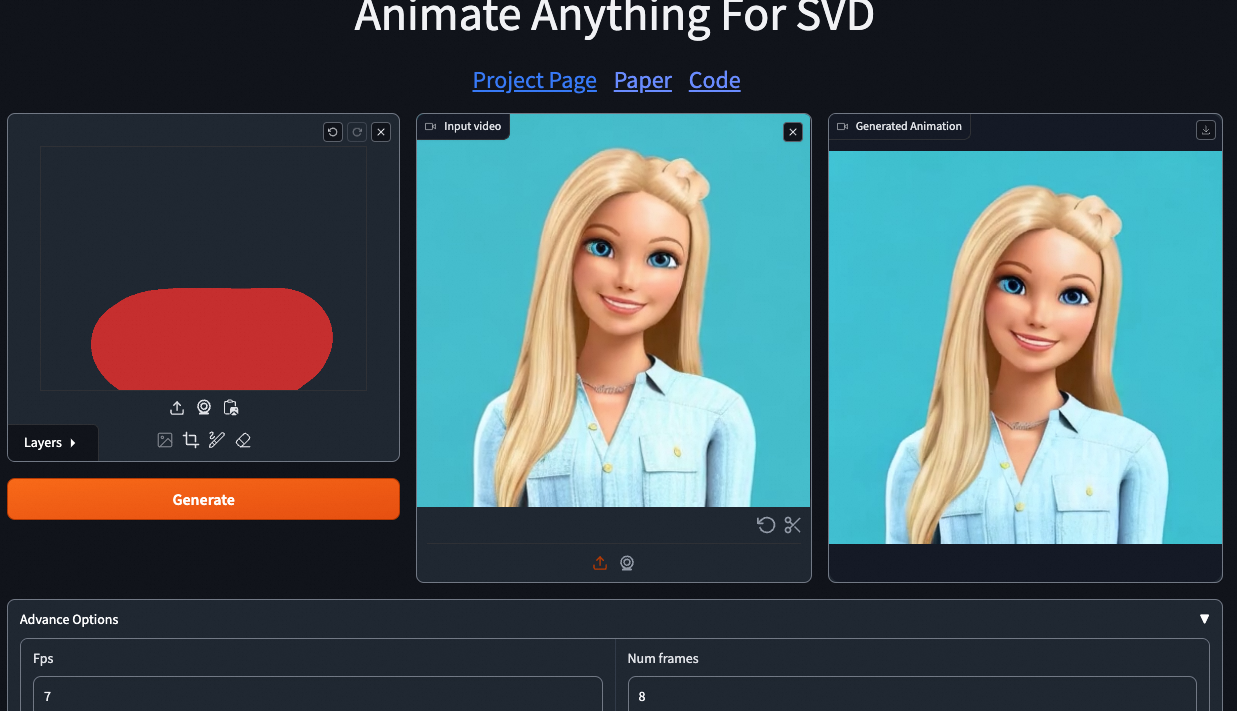 Animate Anything For SVD
Project Page Paper Code
Input video
Generated Animation
Layers
Generate
Advance Options
Fps
Num frames
7
8